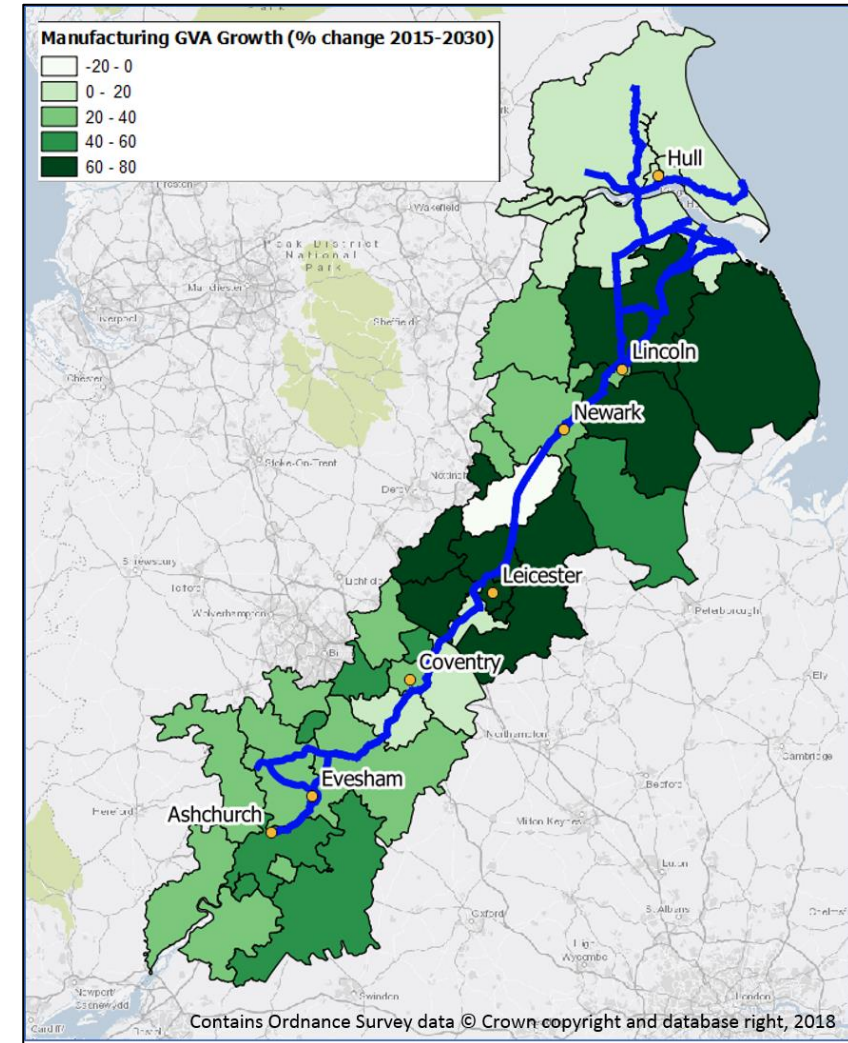 Manufacturing GVA Growth (% change 2015-2030)
-20 - 0
0 - 20
20 - 40
40 - 60
60 - 80
Hull
Wakefield
Peak District
National
Park
Manchester
Liverpool
Sheffield
Chester
Lincoln
Newark
Stoke-On-Trent
Derby
Shrewsbury
Telford
Lichfield
Leicester
Wolverhampton
Peterborough
Ely
Coventry
Northampton
Cambridge
Bedford
Evesham
Hereford
Milton Keynes
Ashchurch
Luton
Oxford
St.Albans
High
Wycombe
Swindon
London
Cardiff
Contains Ordnance Survey data © Crown copyright and database right, 2018